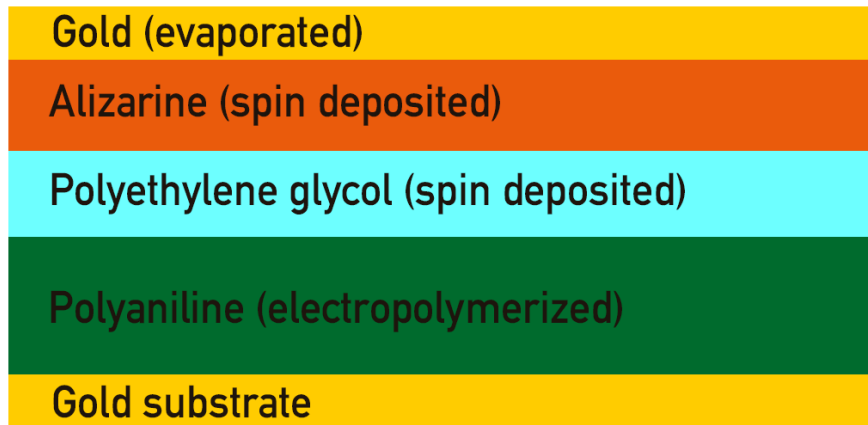 Gold (evaporated)
Alizarine (spin deposited)
Polyethylene glycol (spin deposited)
Polyaniline (electropolymerized)
Gold substrate